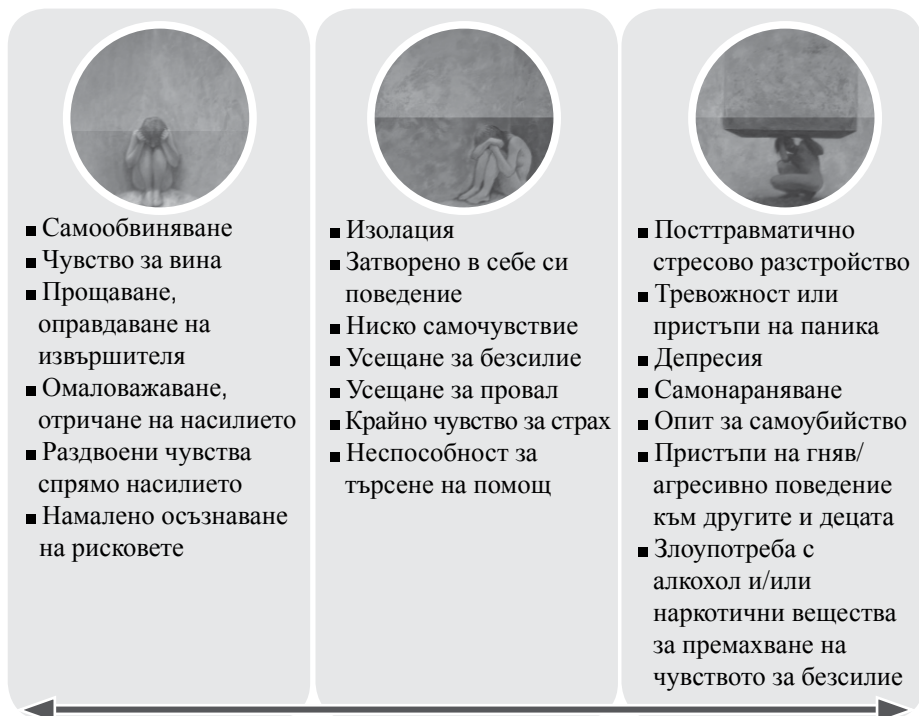 ▪ Самообвиняване
▪ Чувство за вина
▪ Прощаване,
оправдаване на
извършителя
▪ Омаловажаване,
отричане на насилието
▪ Раздвоени чувства
спрямо насилието
▪ Намалено осъзнаване
на рисковете
▪ Изолация
▪ Затворено в себе си
поведение
▪ Ниско самочувствие
▪ Усещане за безсилие
▪ Усещане за провал
▪ Крайно чувство за страх
▪ Неспособност за
търсене на помощ
▪ Посттравматично
стресово разстройство
▪ Тревожност или
пристъпи на паника
▪ Депресия
▪ Самонараняване
▪ Опит за самоубийство
▪ Пристъпи на гняв/
агресивно поведение
към другите и децата
▪ Злоупотреба с
алкохол и/или
наркотични вещества
за премахване на
чувството за безсилие